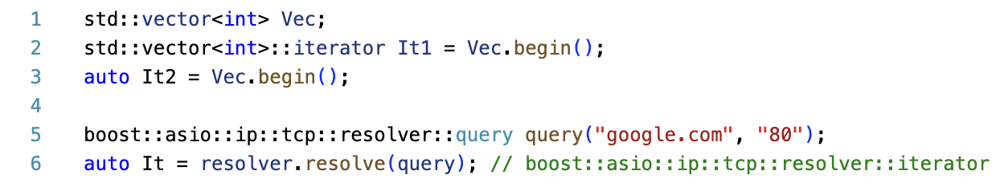 1 std::vector<int> Vec;
2 std::vector<int>::iterator It1 = Vec.begin();
3 auto It2 = Vec.begin();
4
5 boost::asio::ip::tcp::resolver::query query("google.com", "80");
6 auto It = resolver.resolve(query); // boost::asio::ip::tcp::resolver::iterator